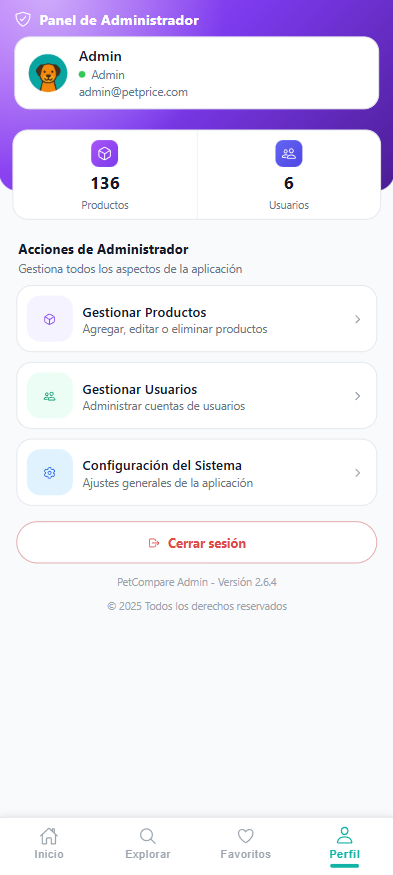 Panel de Administrador
Admin
Admin
admin@petprice.com
136
Productos
6
Usuarios
Acciones de Administrador
Gestiona todos los aspectos de la aplicación
Gestionar Productos
Agregar, editar o eliminar productos
Gestionar Usuarios
Administrar cuentas de usuarios
Configuración del Sistema
Ajustes generales de la aplicación
Cerrar sesión
PetCompare Admin - Versión 2.6.4
© 2025 Todos los derechos reservados
Inicio
Explorar
Favoritos
Perfil